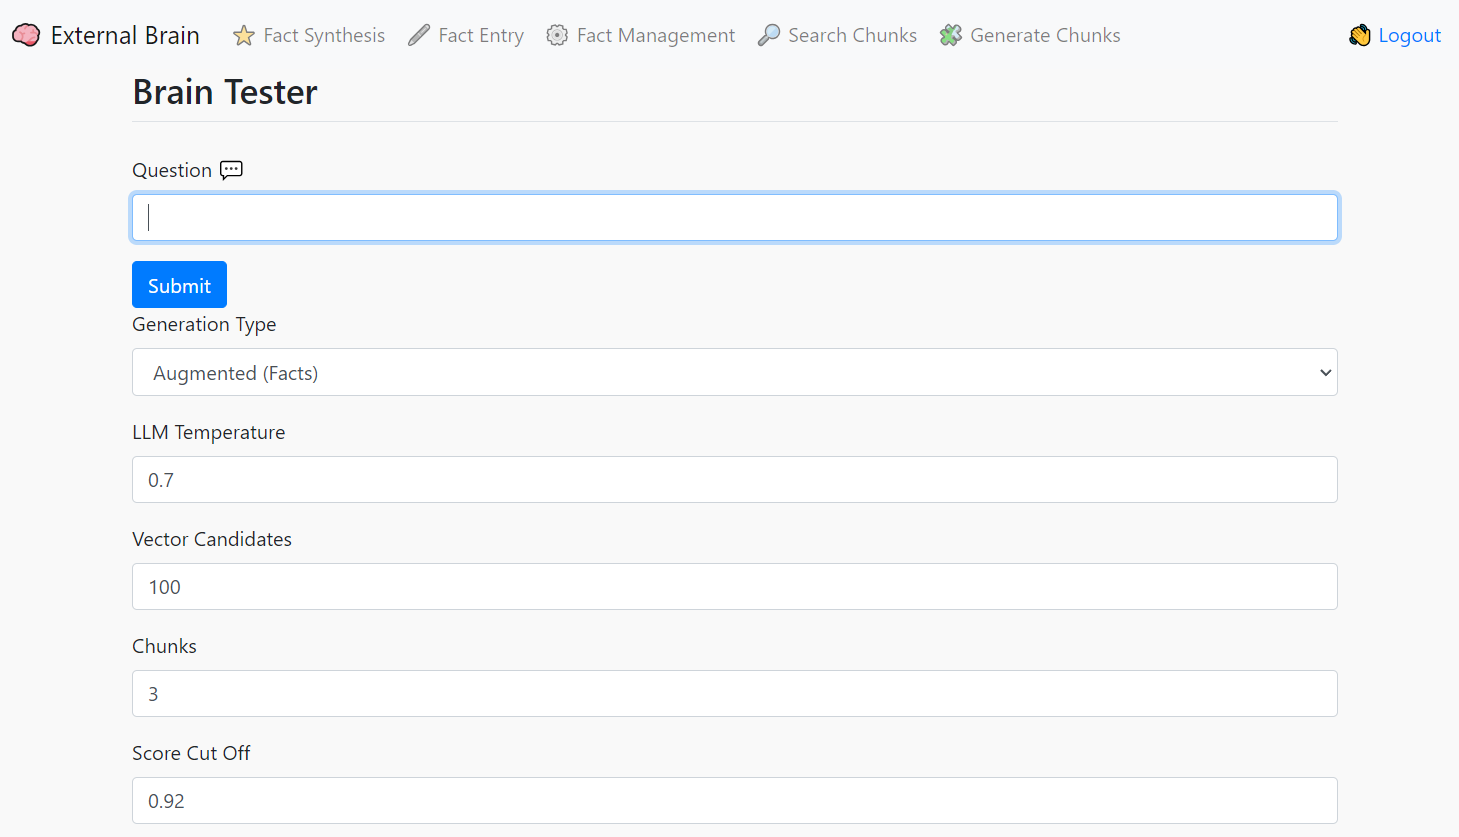 External Brain Fact Synthesis Fact Entry Fact Management Search Chunks Generate Chunks Logout
Brain Tester
Question
Submit
Generation Type
Augmented (Facts)
LLM Temperature
0.7
Vector Candidates
100
Chunks
3
Score Cut Off
0.92